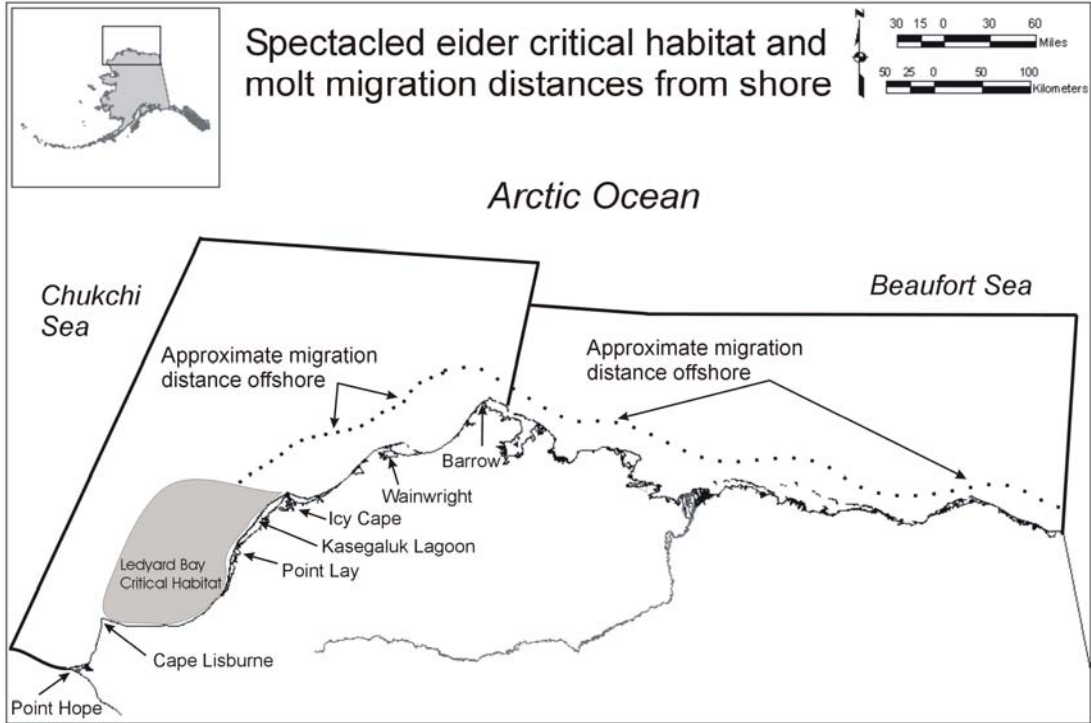 Spectacled eider critical habitat and
molt migration distances from shore
N
30 15 0 30 60
Miles
50 25 0 50 100
Kilometers
Arctic Ocean
Chukchi
Sea
Beaufort Sea
Approximate migration
distance offshore
Approximate migration
distance offshore
Barrow
Wainwright
Icy Cape
Kasegaluk Lagoon
Point Lay
Ledyard Bay
Critical Habitat
Cape Lisburne
Point Hope